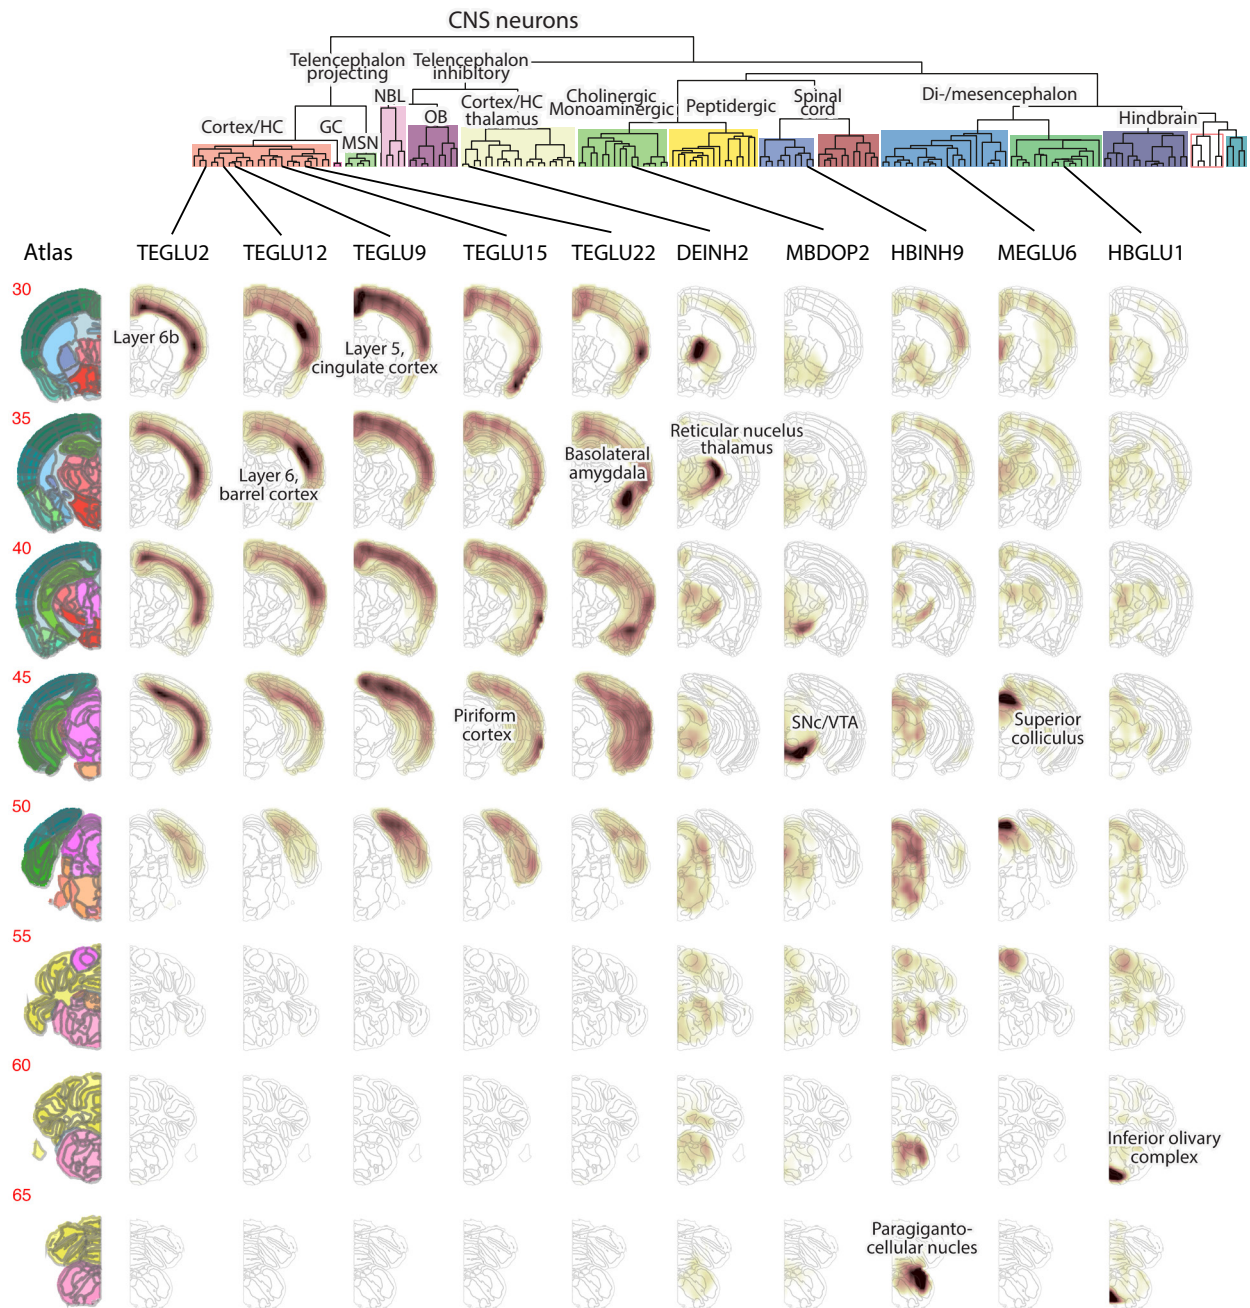 CNS neurons
Telencephalon
projecting
Telencephalon
inhibitory
NBL
OB
Cortex/HC
thalamus
Cholinergic
Monoaminergic
Peptidergic
Spinal
cord
Di-/mesencephalon
Hindbrain
Cortex/HC
GC
MSN
Atlas
TEGLU2
TEGLU12
TEGLU9
TEGLU15
TEGLU22
DEINH2
MBDOP2
HBINH9
MEGLU6
HBGLU1
30
Layer 6b
Layer 5,
cingulate cortex
35
Layer 6,
barrel cortex
Basolateral
amygdala
Reticular nucelus
thalamus
40
45
Piriform
cortex
SNc/VTA
Superior
colliculus
50
55
60
Inferior olivary
complex
65
Paragiganto-
cellular nucles